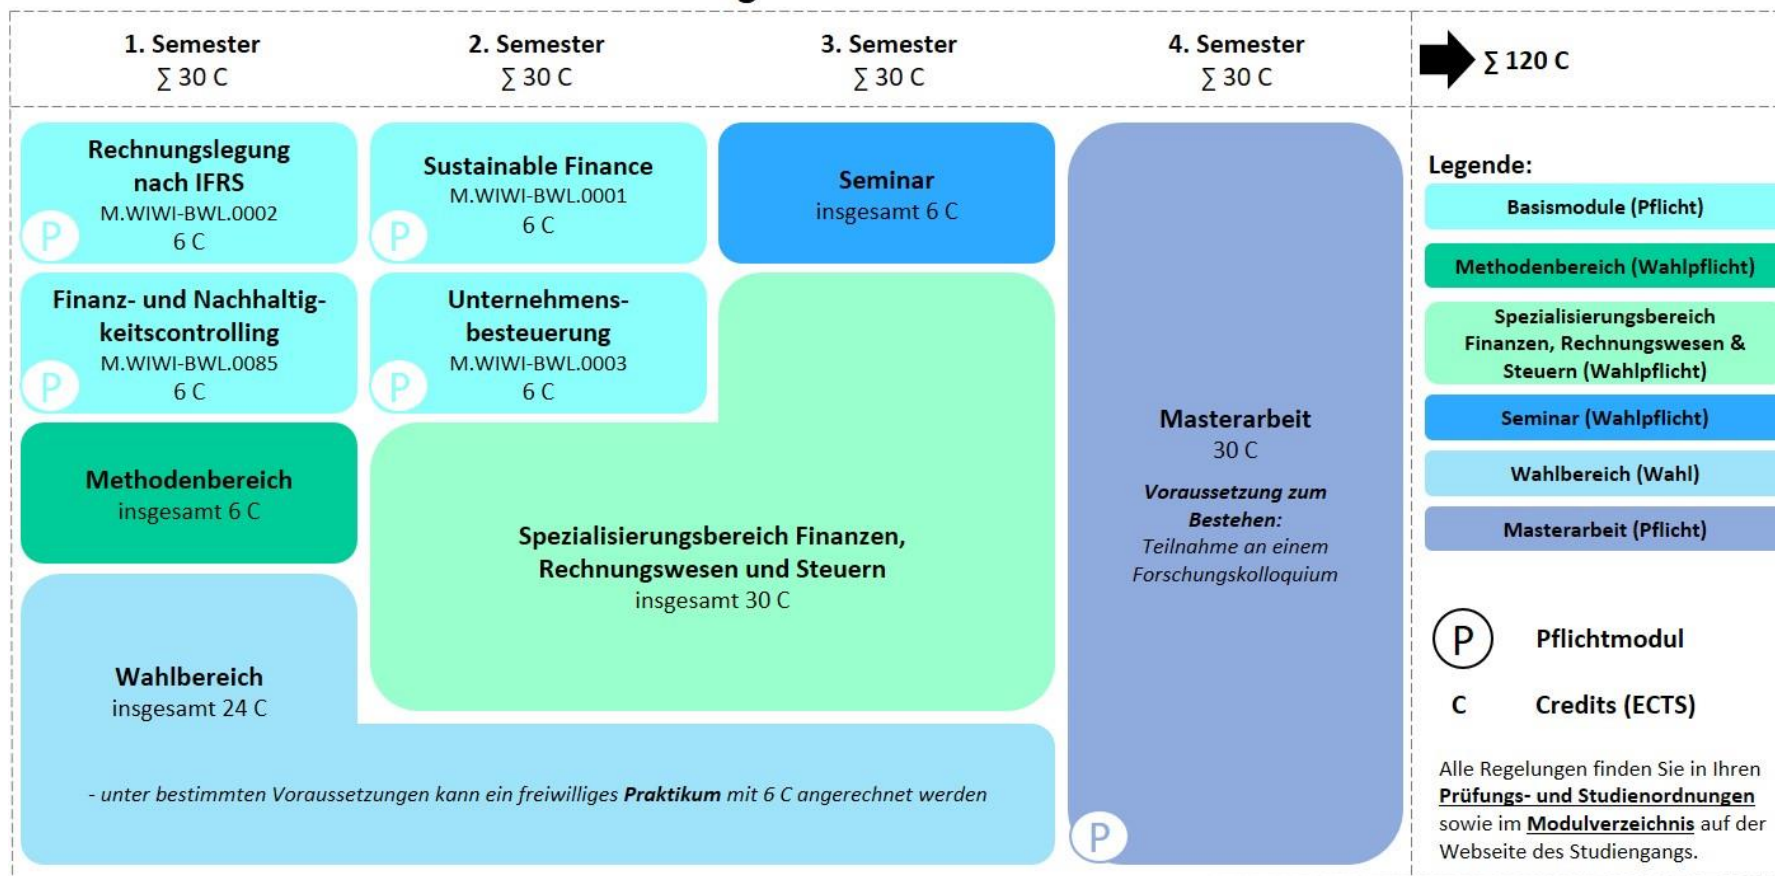 1. Semester
∑ 30 C
2. Semester
∑ 30 C
3. Semester
∑ 30 C
4. Semester
∑ 30 C
∑ 120 C
Rechnungslegung
nach IFRS
M.WIWI-BWL.0002
6 C
P
Sustainable Finance
M.WIWI-BWL.0001
6 C
P
Seminar
insgesamt 6 C
Finanz- und Nachhaltig-
keitscontrolling
M.WIWI-BWL.0085
6 C
P
Unternehmens-
besteuerung
M.WIWI-BWL.0003
6 C
P
Methodenbereich
insgesamt 6 C
Spezialisierungsbereich Finanzen,
Rechnungswesen und Steuern
insgesamt 30 C
Wahlbereich
insgesamt 24 C
- unter bestimmten Voraussetzungen kann ein freiwilliges Praktikum mit 6 C angerechnet werden
Masterarbeit
30 C
Voraussetzung zum
Bestehen:
Teilnahme an einem
Forschungskolloquium
P
Legende:
Basismodule (Pflicht)
Methodenbereich (Wahlpflicht)
Spezialisierungsbereich
Finanzen, Rechnungswesen &
Steuern (Wahlpflicht)
Seminar (Wahlpflicht)
Wahlbereich (Wahl)
Masterarbeit (Pflicht)
P Pflichtmodul
C Credits (ECTS)
Alle Regelungen finden Sie in Ihren
Prüfungs- und Studienordnungen
sowie im Modulverzeichnis auf der
Webseite des Studiengangs.